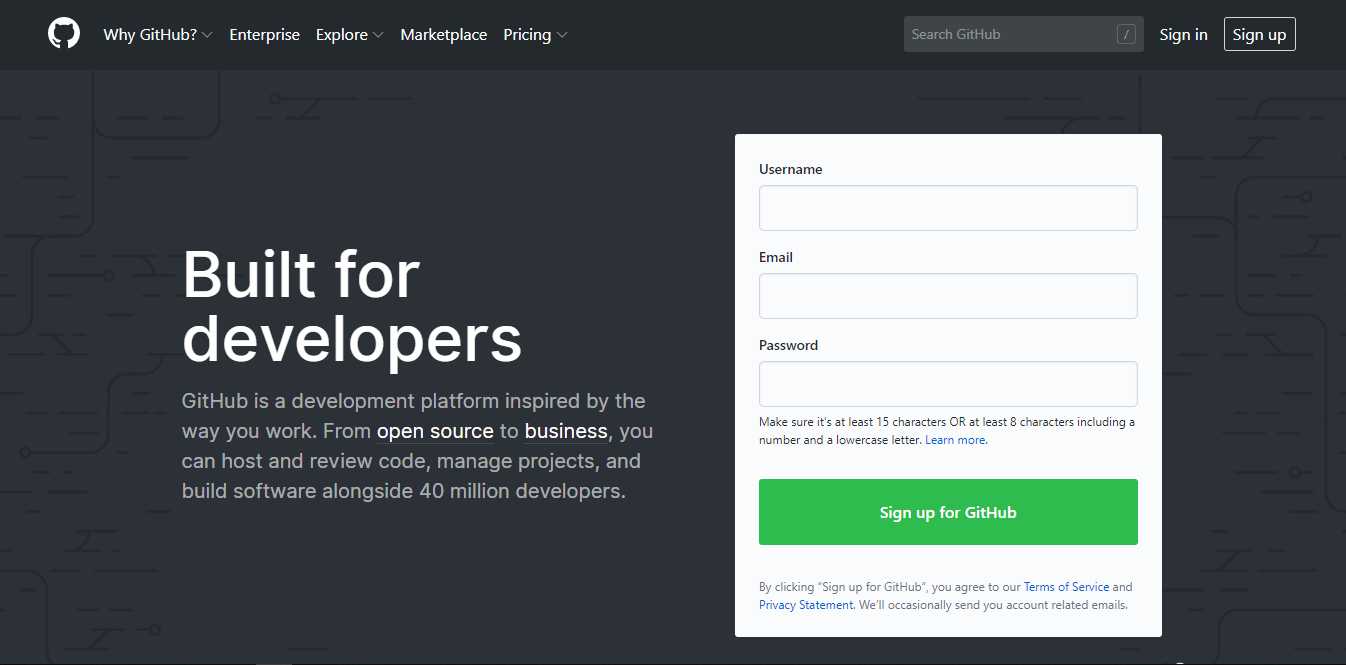 Why GitHub? Enterprise Explore Marketplace Pricing Search GitHub / Sign in Sign up
Built for
developers
GitHub is a development platform inspired by the
way you work. From open source to business, you
can host and review code, manage projects, and
build software alongside 40 million developers.
Username
Email
Password
Make sure it's at least 15 characters OR at least 8 characters including a
number and a lowercase letter. Learn more.
Sign up for GitHub
By clicking “Sign up for GitHub”, you agree to our Terms of Service and
Privacy Statement. We’ll occasionally send you account related emails.